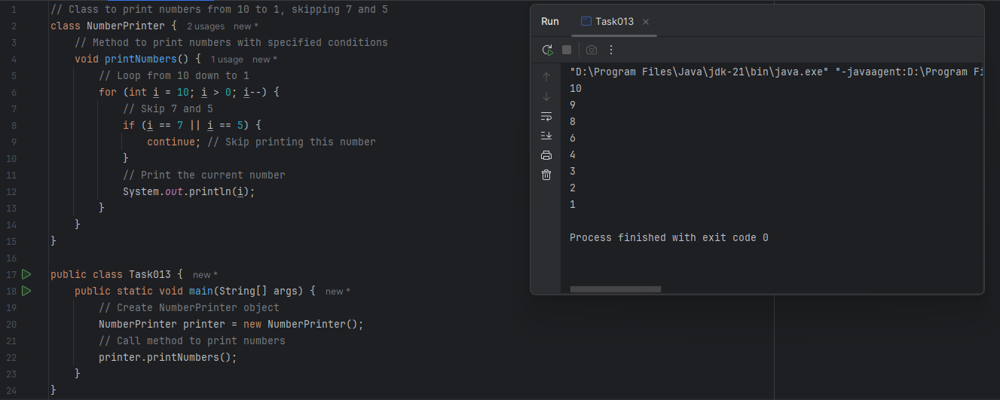 1 // Class to print numbers from 10 to 1, skipping 7 and 5
2 class NumberPrinter { 2 usages new *
3 // Method to print numbers with specified conditions
4 void printNumbers() { 1 usage new *
5 // Loop from 10 down to 1
6 for (int i = 10; i > 0; i--) {
7 // Skip 7 and 5
8 if (i == 7 || i == 5) {
9 continue; // Skip printing this number
10 }
11 // Print the current number
12 System.out.println(i);
13 }
14 }
15 }
16
17 public class Task013 { new *
18 public static void main(String[] args) { new *
19 // Create NumberPrinter object
20 NumberPrinter printer = new NumberPrinter();
21 // Call method to print numbers
22 printer.printNumbers();
23 }
24 }
Run Task013
"D:\Program Files\Java\jdk-21\bin\java.exe" "-javaagent:D:\Program Fi
10
9
8
6
4
3
2
1
Process finished with exit code 0